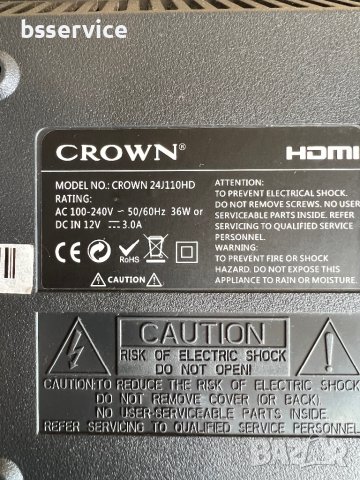 bsservice
CROWN® HDMI
MODEL NO.: CROWN 24J110HD
RATING:
AC 100-240V ~ 50/60Hz 36W or
DC IN 12V ⎓ 3.0A
CE RoHS
⚠ CAUTION ⚠
ATTENTION:
TO PREVENT ELECTRICAL SHOCK.
DO NOT REMOVE SCREWS. NO USER
SERVICEABLE PARTS INSIDE. REFER
SERVICING TO QUALIFIED SERVICE
PERSONNEL.
WARNING:
TO PREVENT FIRE OR SHOCK
HAZARD. DO NOT EXPOSE THIS
APPLIANCE TO RAIN OR MOISTURE.
CAUTION
RISK OF ELECTRIC SHOCK
DO NOT OPEN!
CAUTION:TO REDUCE THE RISK OF ELECTRIC SHOCK
DO NOT REMOVE COVER (OR BACK).
NO USER-SERVICEABLE PARTS INSIDE.
REFER SERVICING TO QUALIFIED SERVICE PERSONNEL